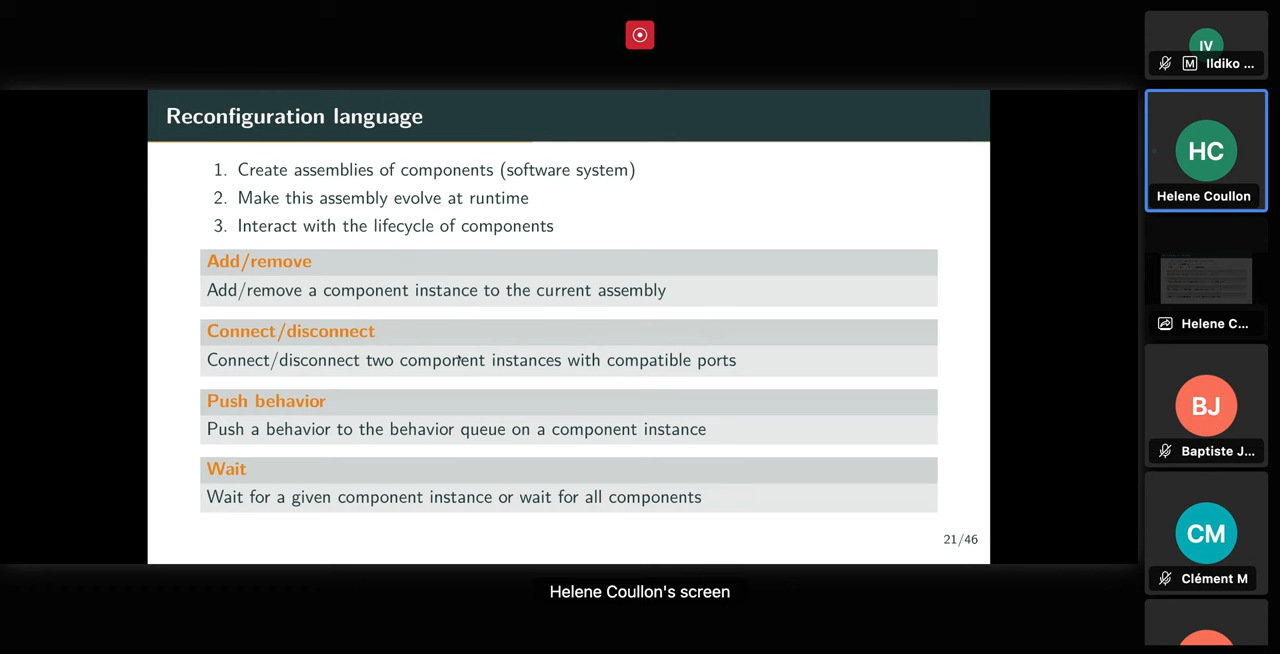 Reconfiguration language
1. Create assemblies of components (software system)
2. Make this assembly evolve at runtime
3. Interact with the lifecycle of components
Add/remove
Add/remove a component instance to the current assembly
Connect/disconnect
Connect/disconnect two component instances with compatible ports
Push behavior
Push a behavior to the behavior queue on a component instance
Wait
Wait for a given component instance or wait for all components
21/46
Helene Coullon's screen
IV
M Ildiko ...
HC
Helene Coullon
Helene C...
BJ
Baptiste J...
CM
Clément M